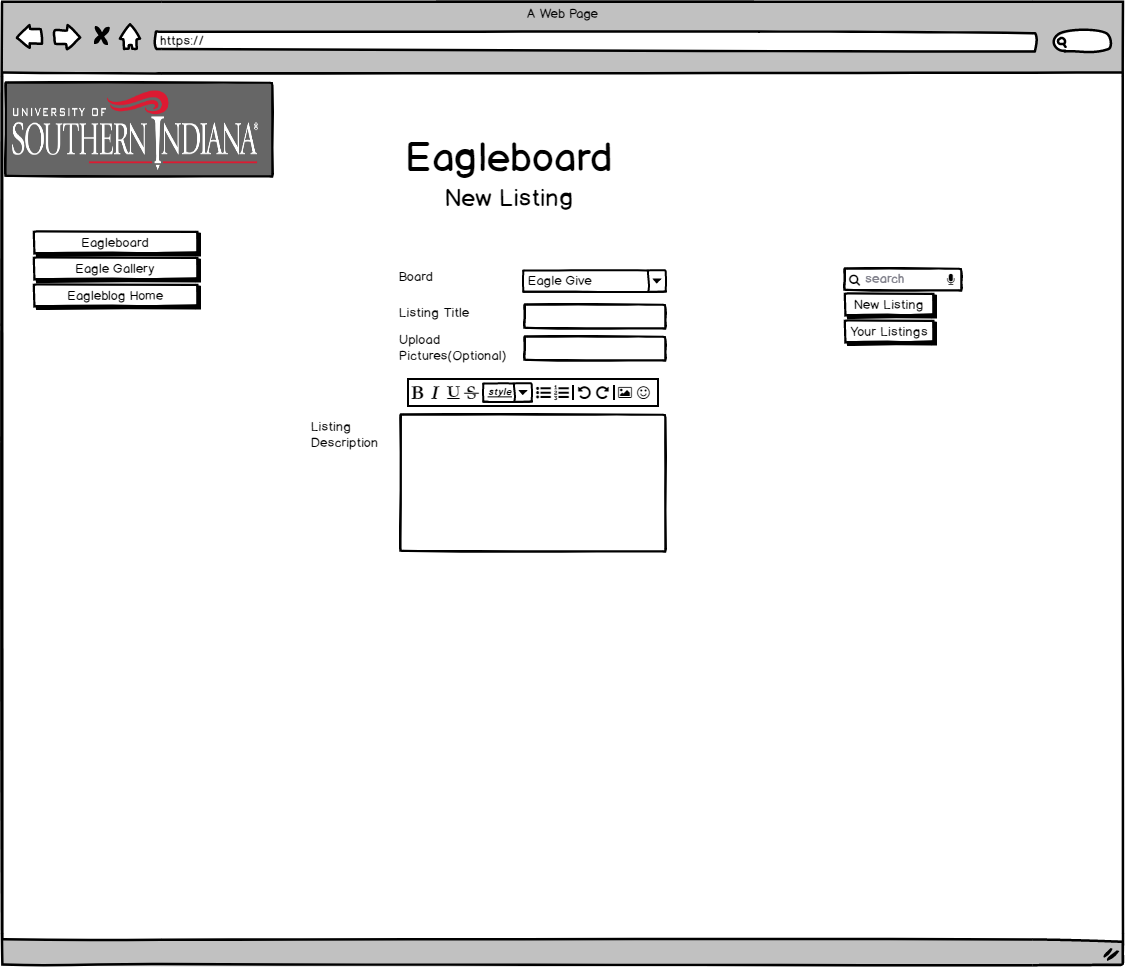 A Web Page
https://
UNIVERSITY OF
SOUTHERN INDIANA®
Eagleboard
New Listing
Eagleboard
Eagle Gallery
Eagleblog Home
Board
Eagle Give
Listing Title
Upload
Pictures(Optional)
B I U S style
Listing
Description
search
New Listing
Your Listings